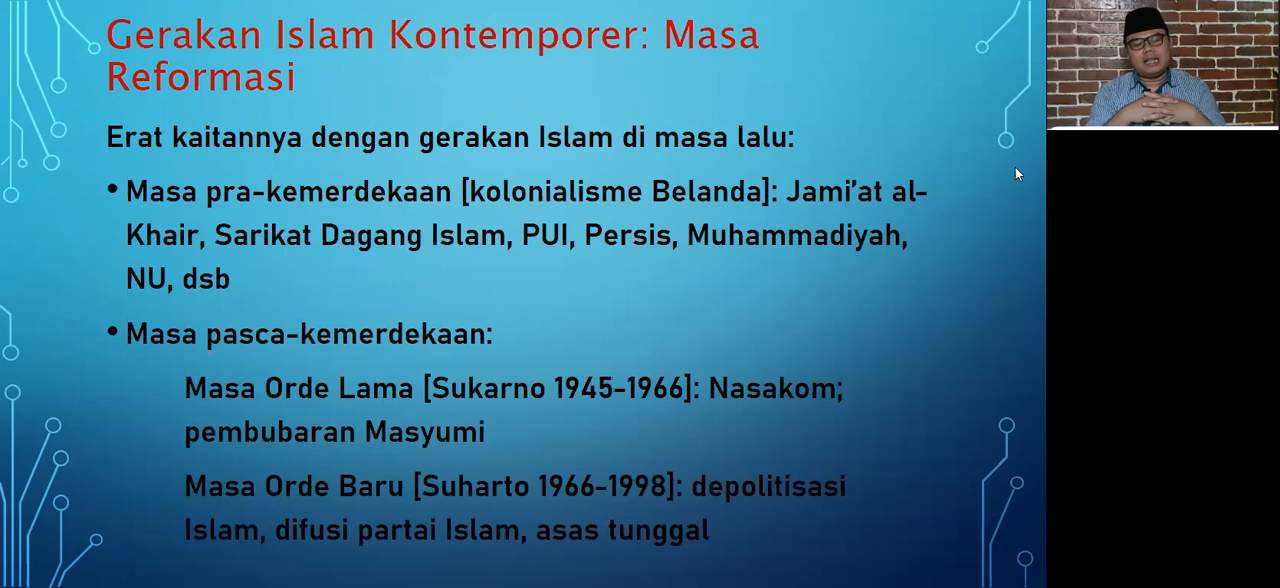 Gerakan Islam Kontemporer: Masa
Reformasi
Erat kaitannya dengan gerakan Islam di masa lalu:
• Masa pra-kemerdekaan [kolonialisme Belanda]: Jami’at al-
Khair, Sarikat Dagang Islam, PUI, Persis, Muhammadiyah,
NU, dsb
• Masa pasca-kemerdekaan:
Masa Orde Lama [Sukarno 1945-1966]: Nasakom;
pembubaran Masyumi
Masa Orde Baru [Suharto 1966-1998]: depolitisasi
Islam, difusi partai Islam, asas tunggal